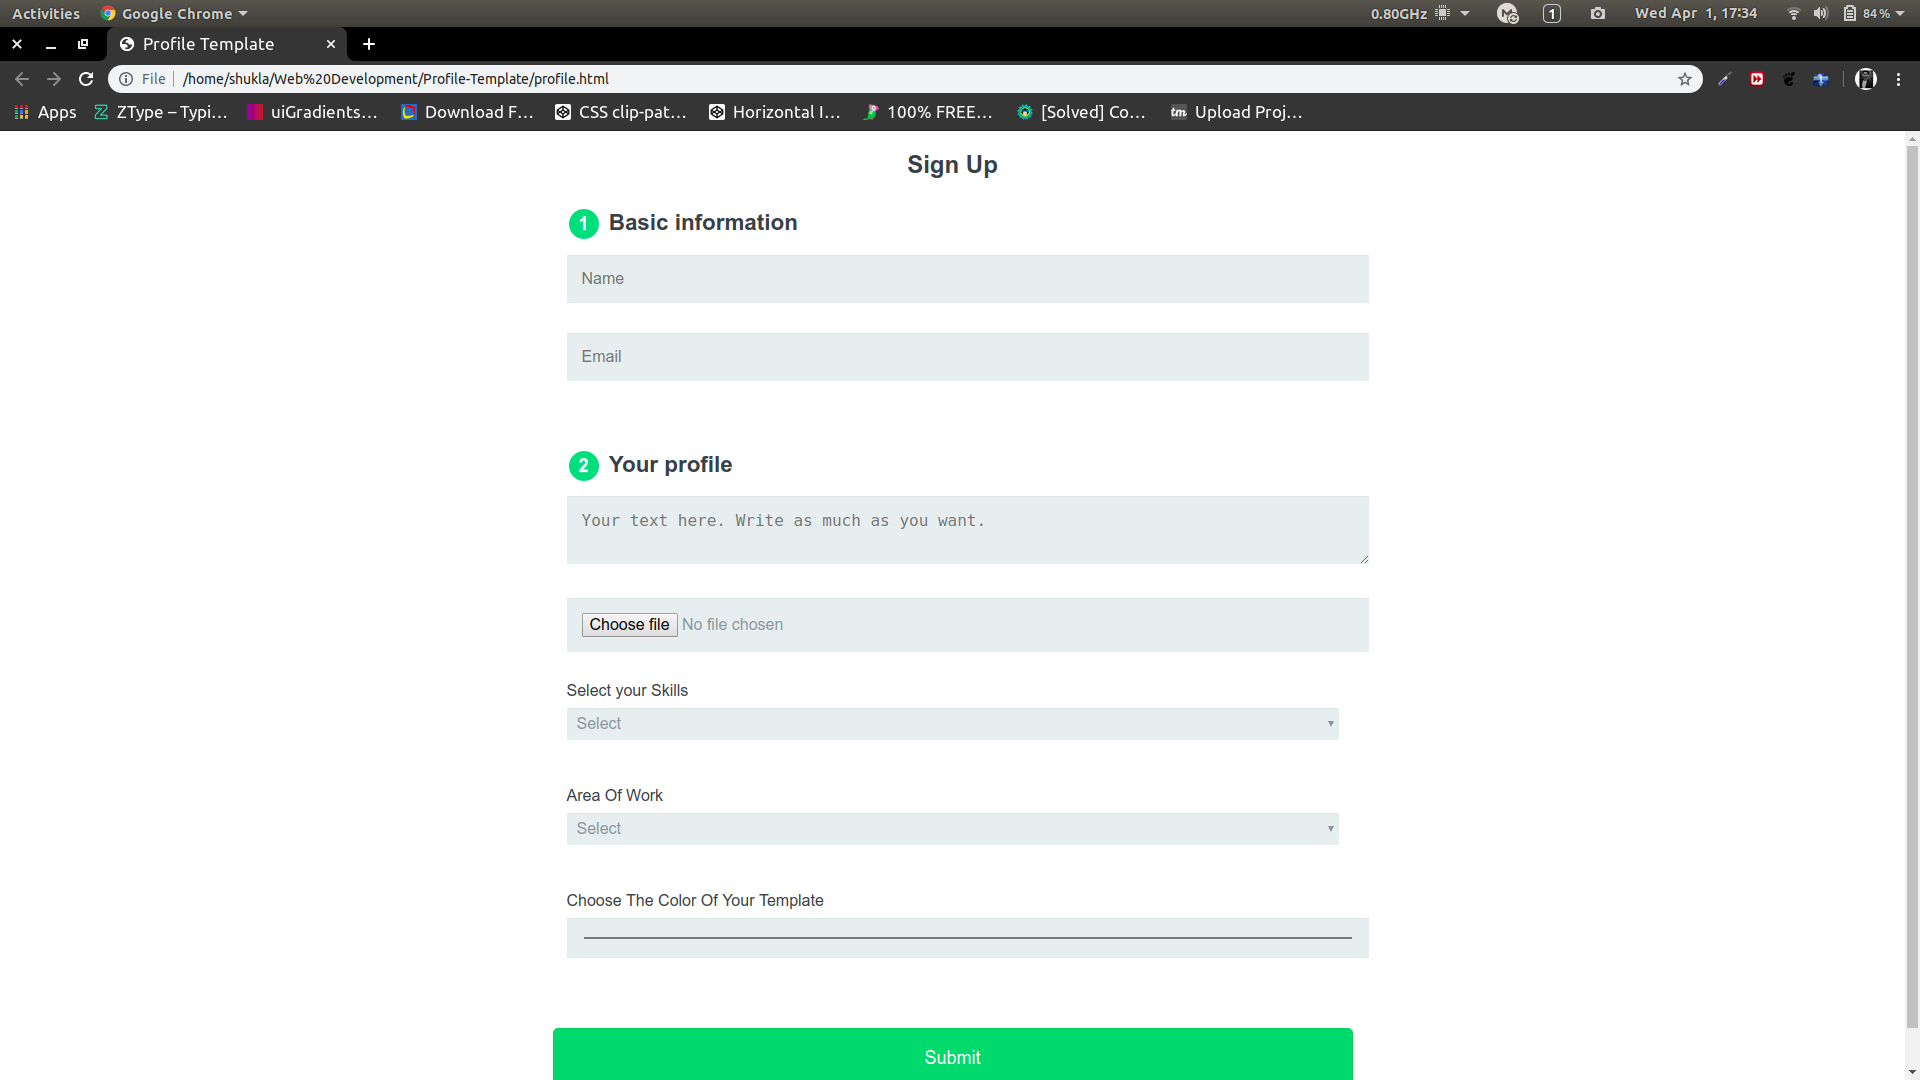 Activities Google Chrome 0.80GHz 1 Wed Apr 1, 17:34 84 %
Profile Template
File /home/shukla/Web%20Development/Profile-Template/profile.html
Apps ZType – Typi... uiGradients... Download F... CSS clip-pat... Horizontal I... 100% FREE... [Solved] Co... tm Upload Proj...
Sign Up
1 Basic information
Name
Email
2 Your profile
Your text here. Write as much as you want.
Choose file No file chosen
Select your Skills
Select
Area Of Work
Select
Choose The Color Of Your Template
Submit